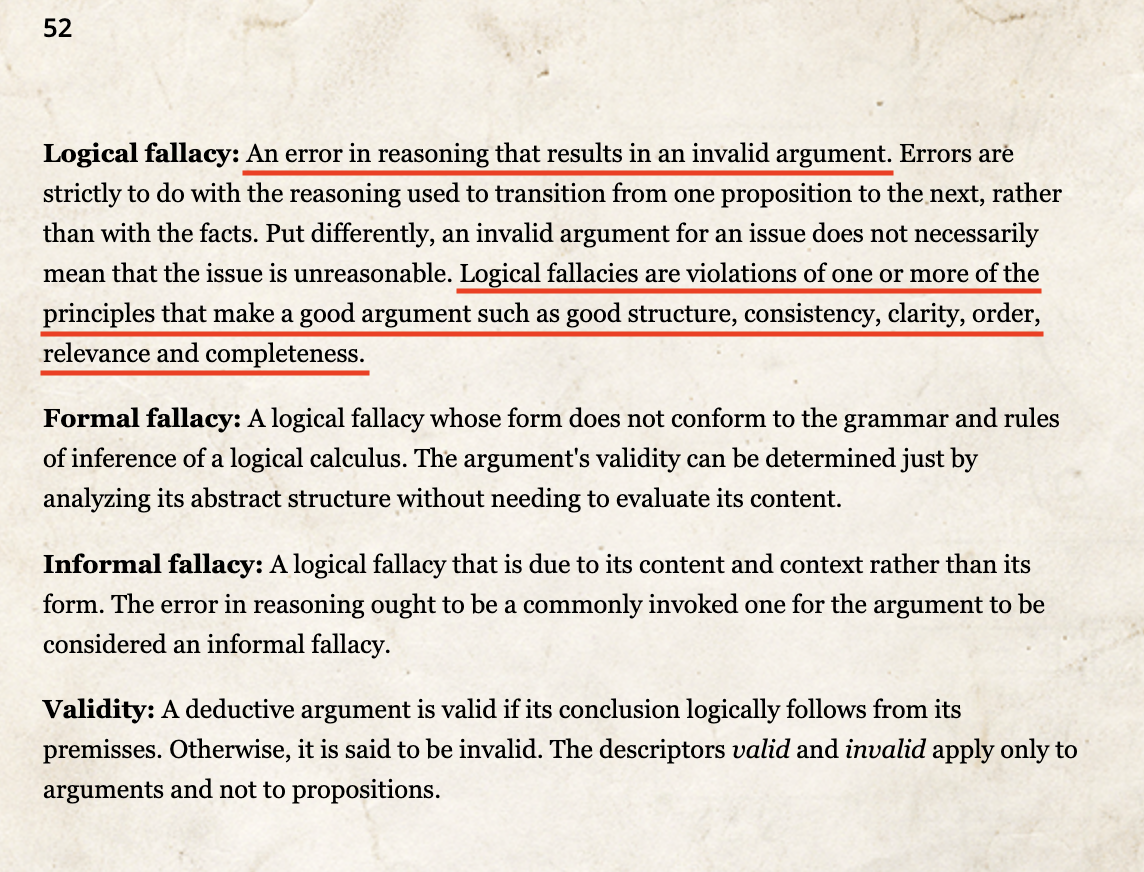 52
Logical fallacy: An error in reasoning that results in an invalid argument. Errors are
strictly to do with the reasoning used to transition from one proposition to the next, rather
than with the facts. Put differently, an invalid argument for an issue does not necessarily
mean that the issue is unreasonable. Logical fallacies are violations of one or more of the
principles that make a good argument such as good structure, consistency, clarity, order,
relevance and completeness.
Formal fallacy: A logical fallacy whose form does not conform to the grammar and rules
of inference of a logical calculus. The argument's validity can be determined just by
analyzing its abstract structure without needing to evaluate its content.
Informal fallacy: A logical fallacy that is due to its content and context rather than its
form. The error in reasoning ought to be a commonly invoked one for the argument to be
considered an informal fallacy.
Validity: A deductive argument is valid if its conclusion logically follows from its
premisses. Otherwise, it is said to be invalid. The descriptors valid and invalid apply only to
arguments and not to propositions.